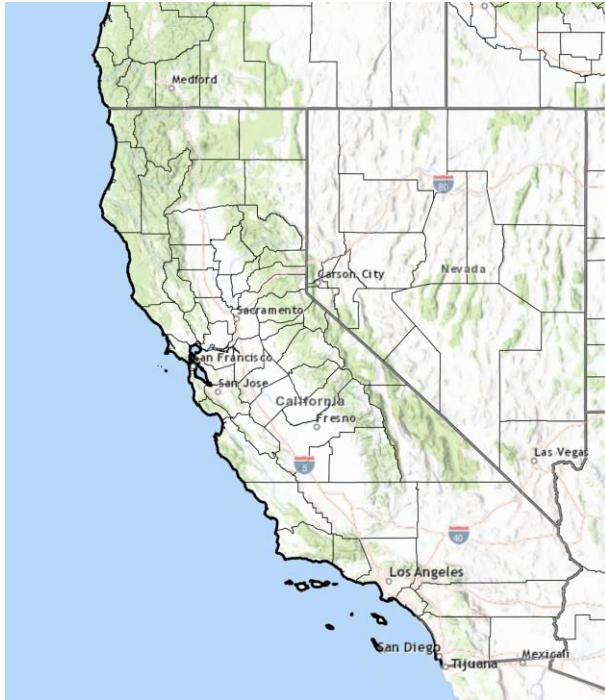 Medford
80
Carson City
Nevada
Sacramento
San Francisco
San Jose
California
Fresno
5
Las Vegas
40
Los Angeles
San Diego
Tijuana
Mexicali